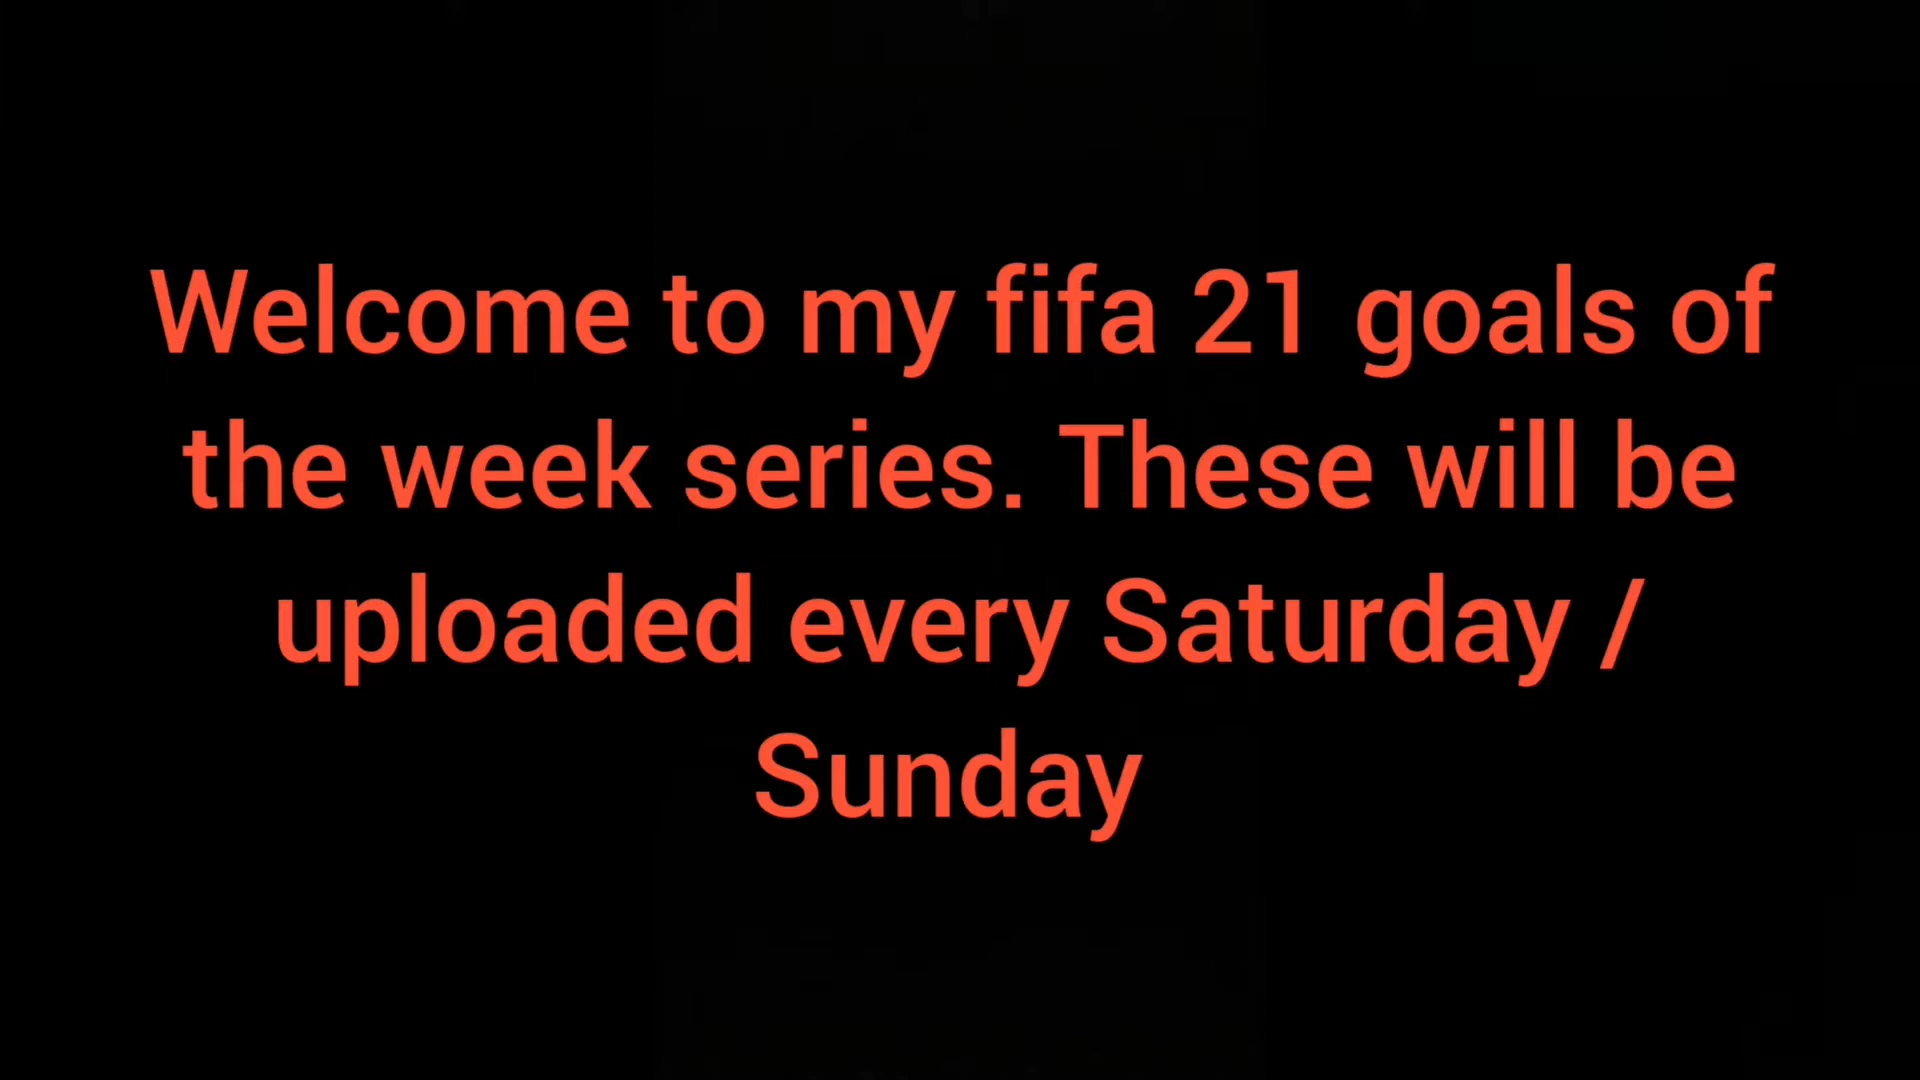 Welcome to my fifa 21 goals of
the week series. These will be
uploaded every Saturday /
Sunday